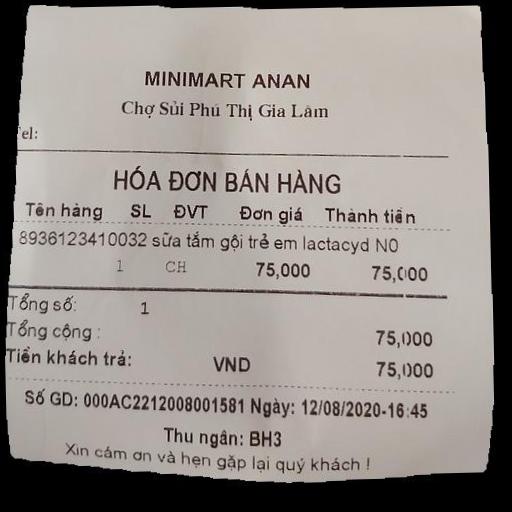 MINIMART ANAN
Chợ Sủi Phú Thị Gia Lâm
el:
HÓA ĐƠN BÁN HÀNG
Tên hàng SL ĐVT Đơn giá Thành tiền
8936123410032 sữa tắm gội trẻ em lactacyd N0
1 CH 75,000 75,000
Tổng số: 1
Tổng cộng : 75,000
Tiền khách trả: VND 75,000
Số GD: 000AC2212008001581 Ngày: 12/08/2020-16:45
Thu ngân: BH3
Xin cám ơn và hẹn gặp lại quý khách !